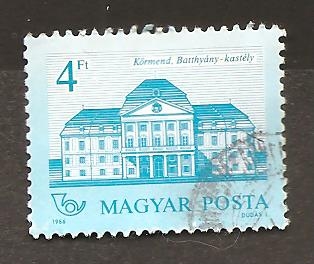 4 Ft
Körmend, Batthyány-kastély
1986
MAGYAR POSTA
DUDÁS L.